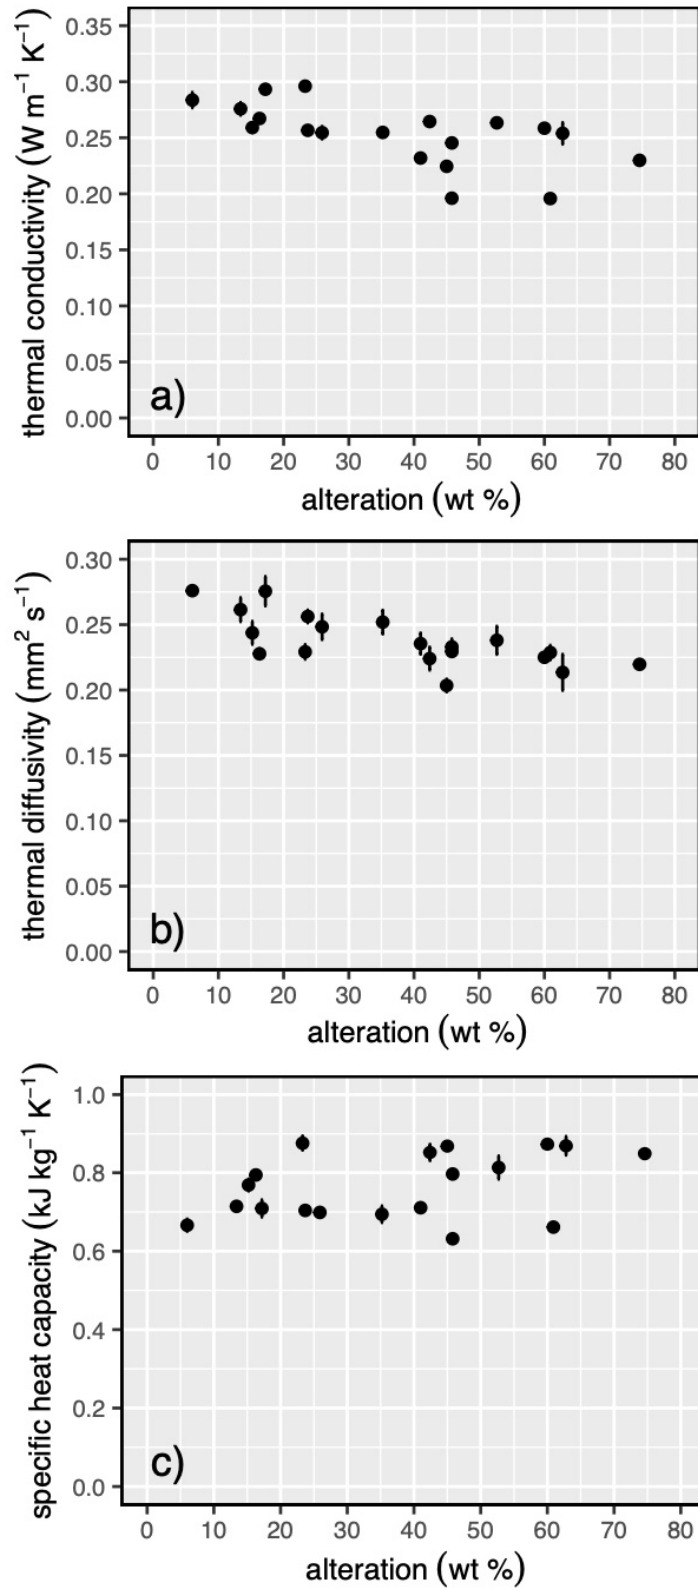 0.35
0.30
0.25
0.20
0.15
0.10
0.05
0.00
thermal conductivity (W m⁻¹ K⁻¹)
a)
0 10 20 30 40 50 60 70 80
alteration (wt %)
0.30
0.25
0.20
0.15
0.10
0.05
0.00
thermal diffusivity (mm² s⁻¹)
b)
0 10 20 30 40 50 60 70 80
alteration (wt %)
1.0
0.8
0.6
0.4
0.2
0.0
specific heat capacity (kJ kg⁻¹ K⁻¹)
c)
0 10 20 30 40 50 60 70 80
alteration (wt %)